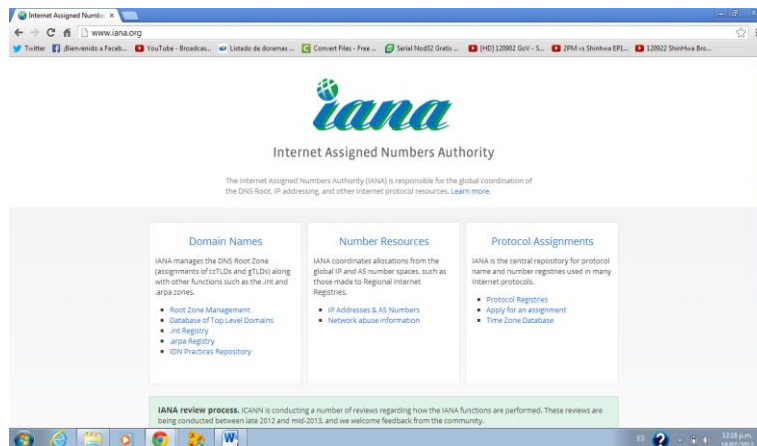 Internet Assigned Numbe
www.iana.org
Twitter
¡Bienvenido a Faceb...
YouTube - Broadcas...
Listado de doramas ...
Convert Files - Free ...
Serial Nod32 Gratis ...
[HD] 120902 GoV - S...
2PM vs Shinhwa EP1...
120922 ShinHwa Bro...
iana
Internet Assigned Numbers Authority
The Internet Assigned Numbers Authority (IANA) is responsible for the global coordination of
the DNS Root, IP addressing, and other Internet protocol resources. Learn more.
Domain Names
IANA manages the DNS Root Zone
(assignments of ccTLDs and gTLDs) along
with other functions such as the .int and
.arpa zones.
Root Zone Management
Database of Top Level Domains
.int Registry
.arpa Registry
IDN Practices Repository
Number Resources
IANA coordinates allocations from the
global IP and AS number spaces, such as
those made to Regional Internet
Registries.
IP Addresses & AS Numbers
Network abuse information
Protocol Assignments
IANA is the central repository for protocol
name and number registries used in many
Internet protocols.
Protocol Registries
Apply for an assignment
Time Zone Database
IANA review process. ICANN is conducting a number of reviews regarding how the IANA functions are performed. These reviews are
being conducted between late 2012 and mid-2013, and we welcome feedback from the community.
ES
12:18 p.m.